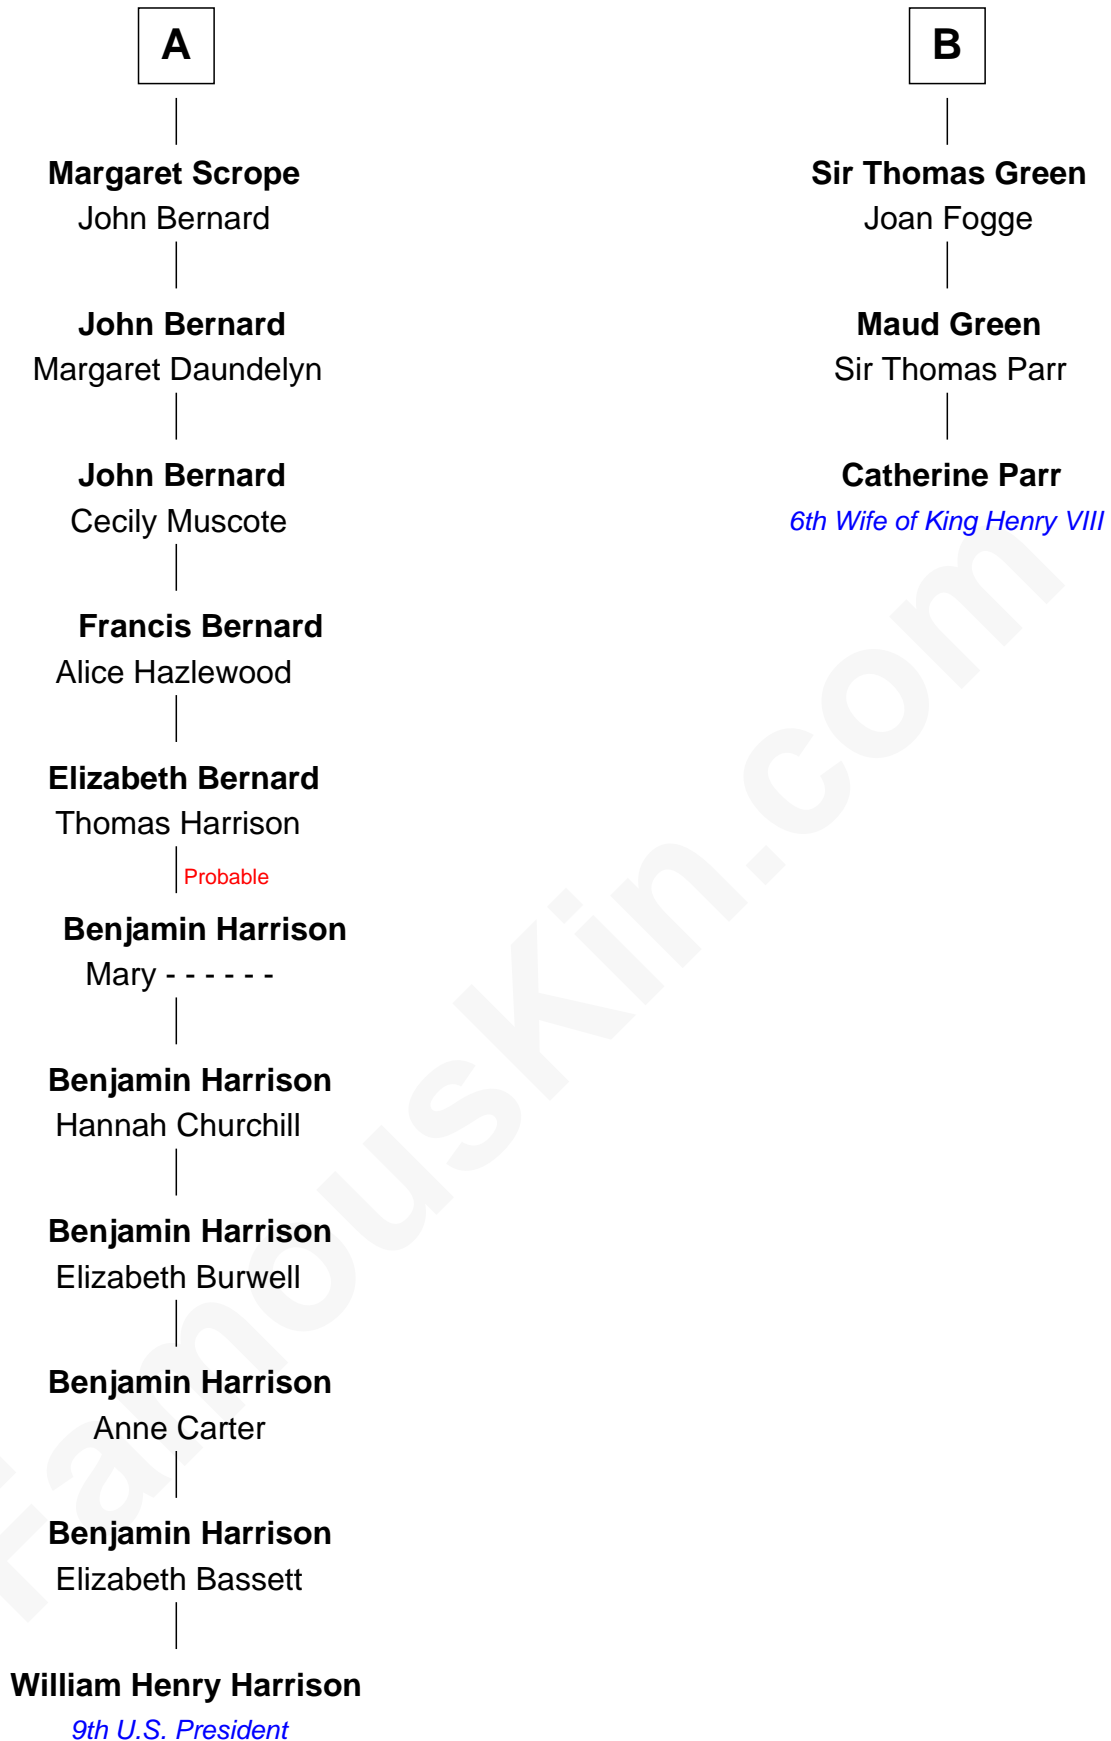 A
Margaret Scrope
John Bernard
John Bernard
Margaret Daundelyn
John Bernard
Cecily Muscote
Francis Bernard
Alice Hazlewood
Elizabeth Bernard
Thomas Harrison
Probable
Benjamin Harrison
Mary - - - - - -
Benjamin Harrison
Hannah Churchill
Benjamin Harrison
Elizabeth Burwell
Benjamin Harrison
Anne Carter
Benjamin Harrison
Elizabeth Bassett
William Henry Harrison
9th U.S. President
B
Sir Thomas Green
Joan Fogge
Maud Green
Sir Thomas Parr
Catherine Parr
6th Wife of King Henry VIII
FamousKin.com